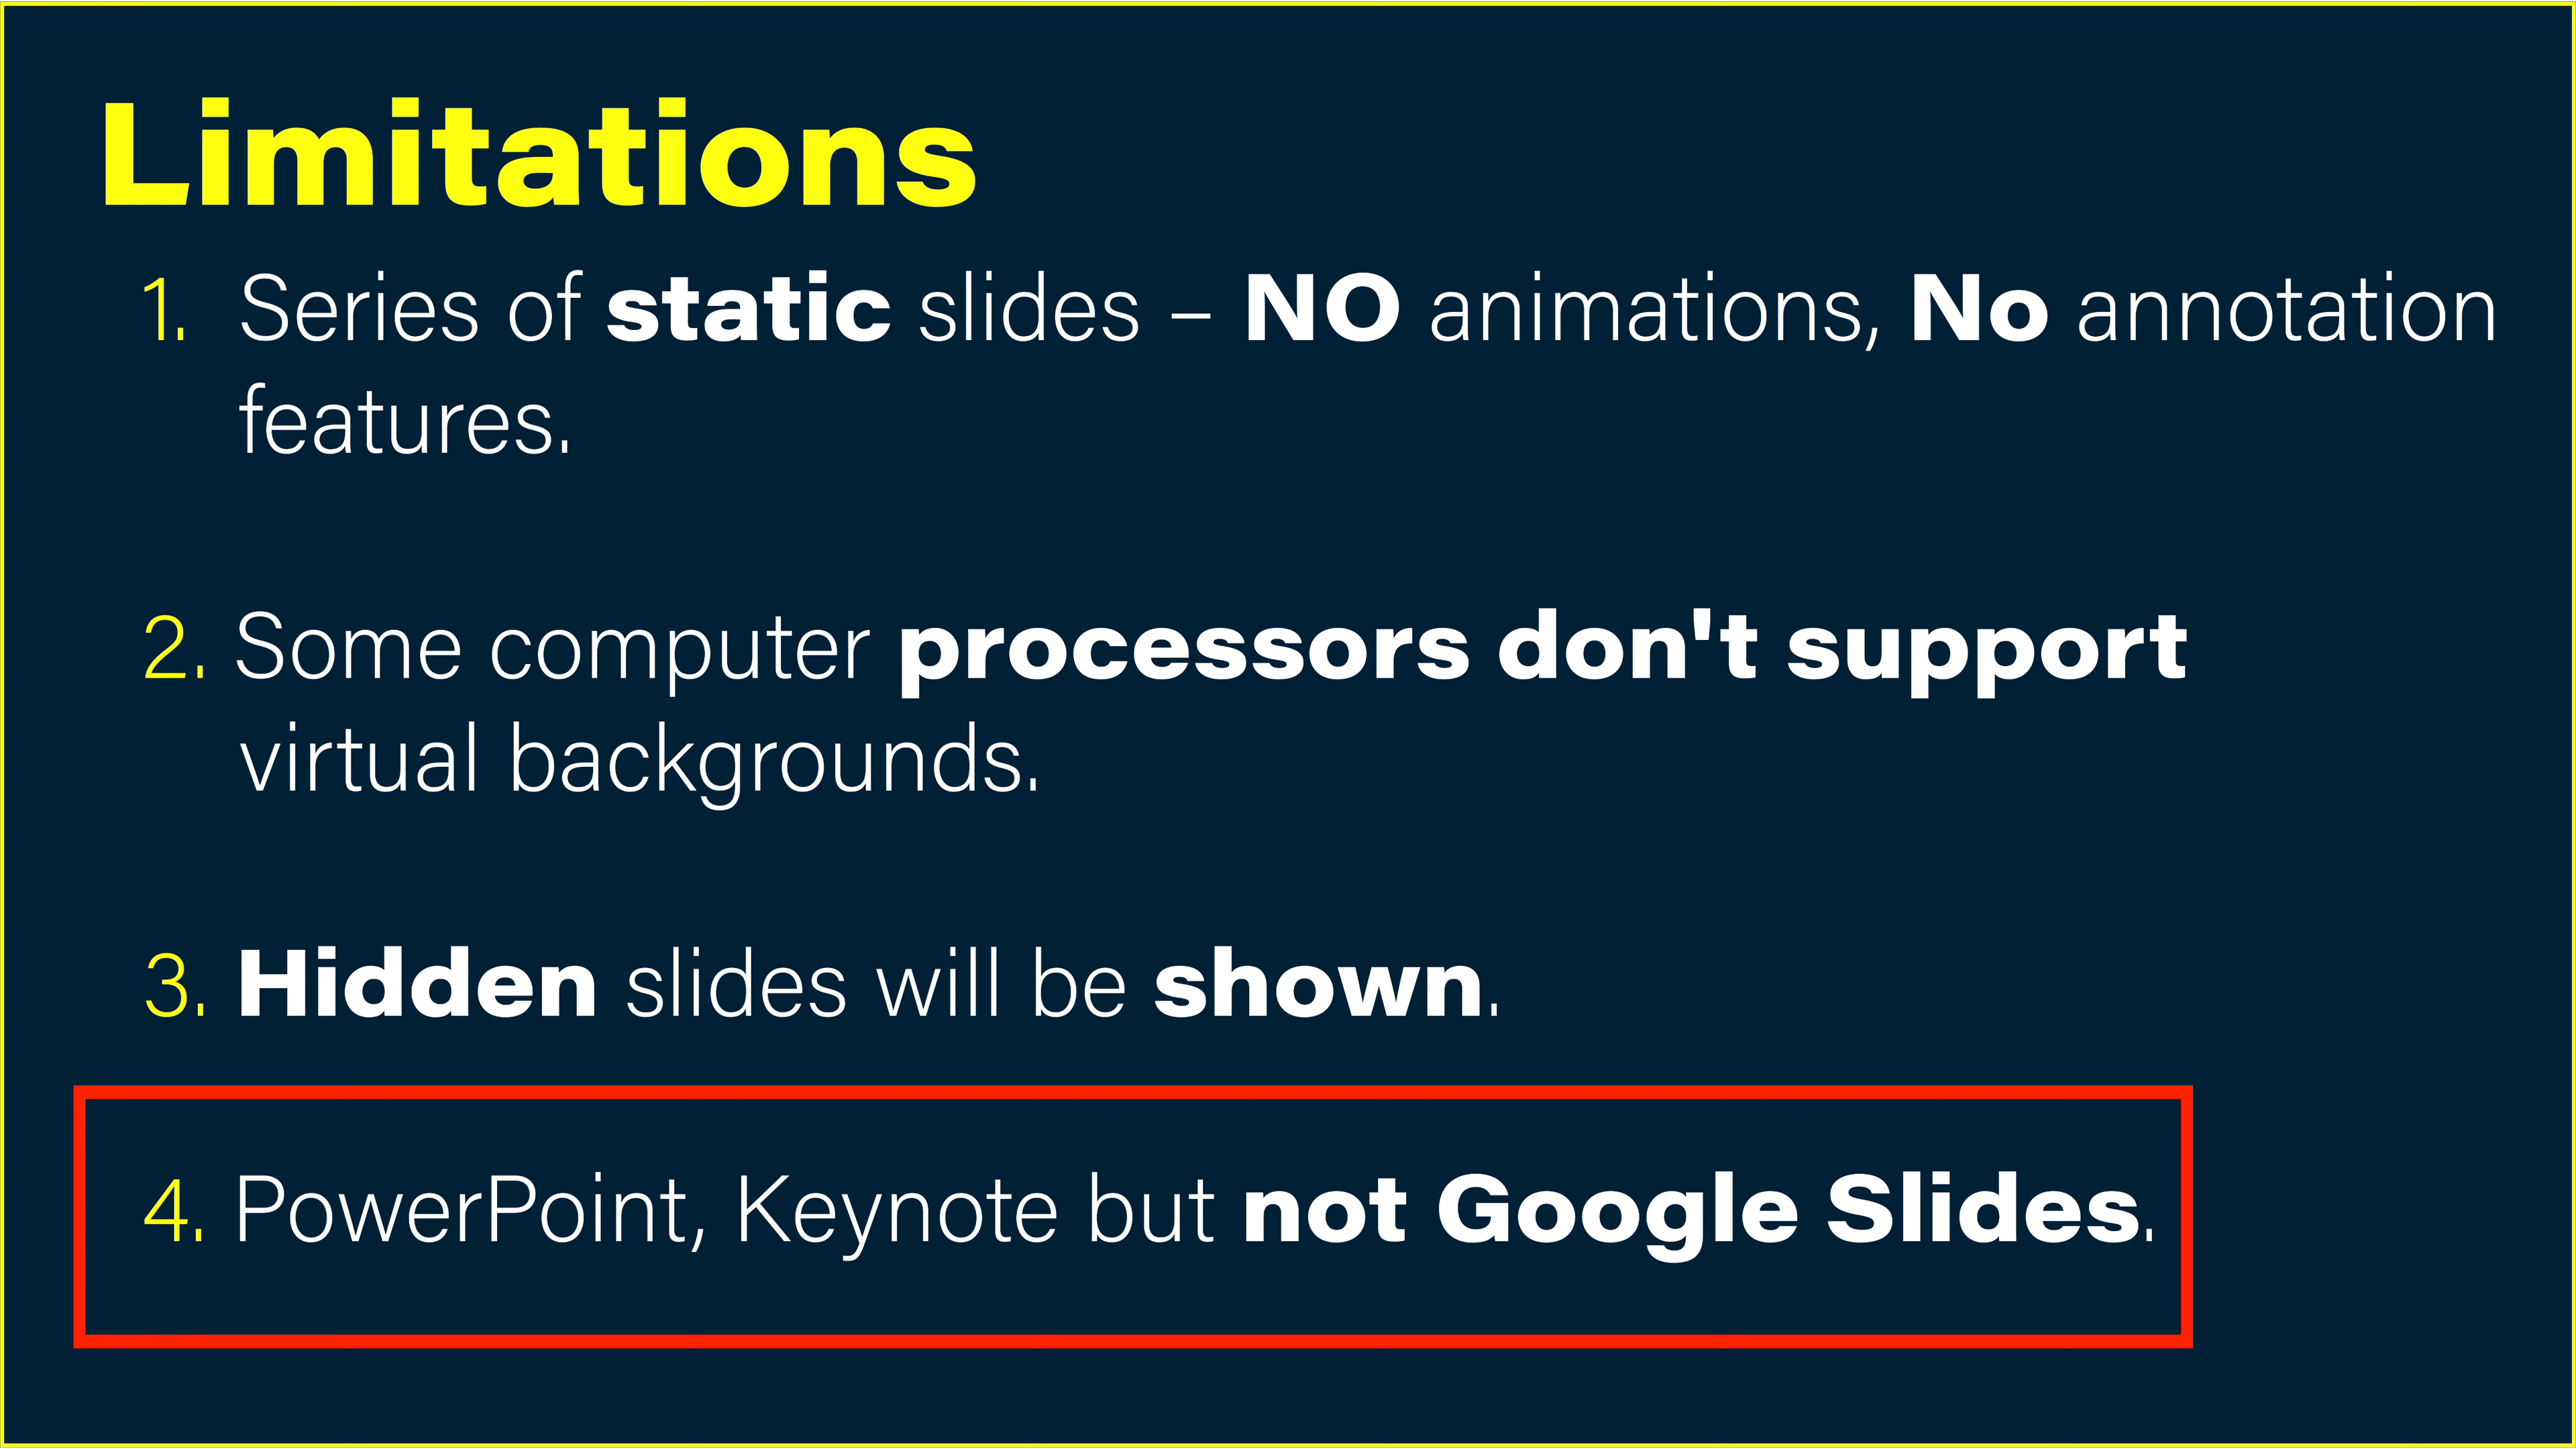 Limitations
1. Series of static slides – NO animations, No annotation
features.
2. Some computer processors don't support
virtual backgrounds.
3. Hidden slides will be shown.
4. PowerPoint, Keynote but not Google Slides.